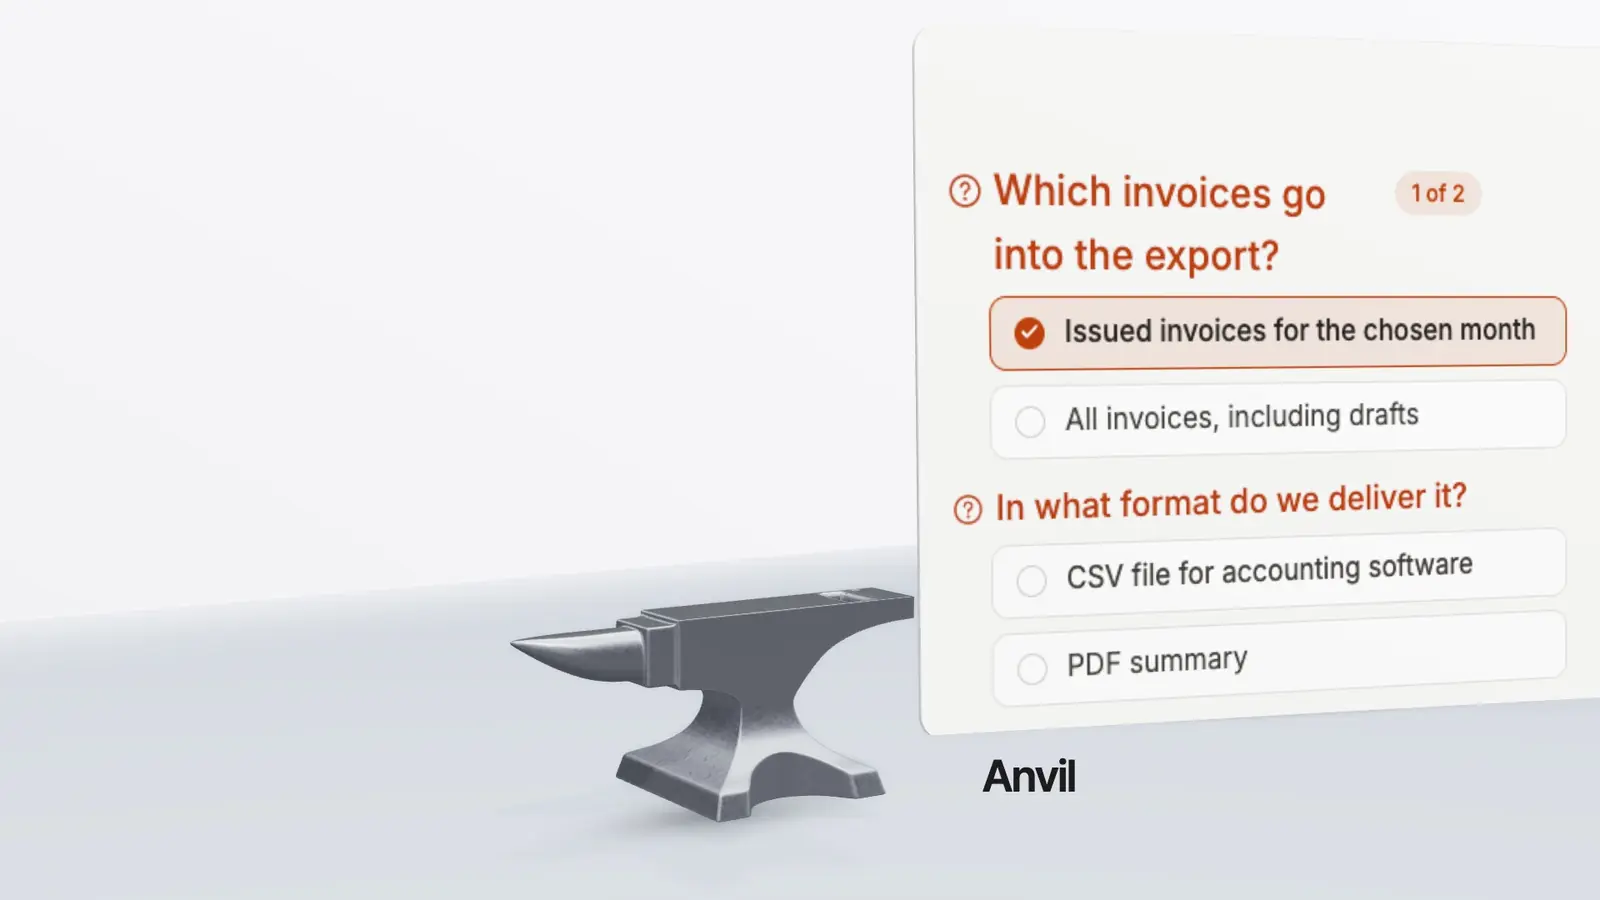 Which invoices go
1 of 2
into the export?
Issued invoices for the chosen month
All invoices, including drafts
In what format do we deliver it?
CSV file for accounting software
PDF summary
Anvil